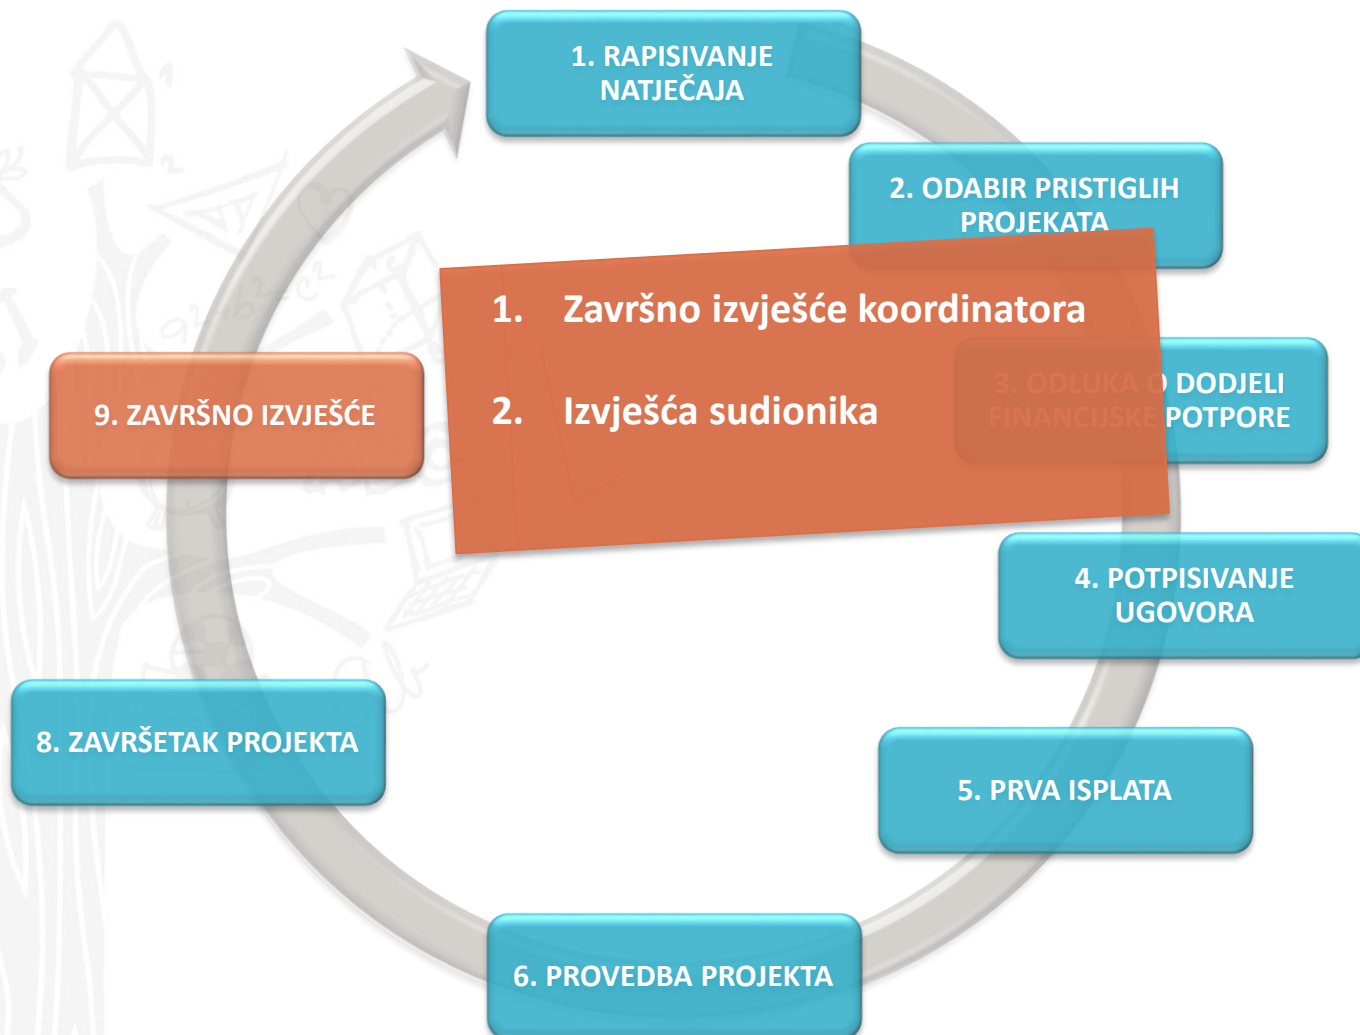 1. RAPISIVANJE
NATJEČAJA
2. ODABIR PRISTIGLIH
PROJEKATA
1. Završno izvješće koordinatora
2. Izvješća sudionika
3. ODLUKA O DODJELI
FINANCIJSKE POTPORE
4. POTPISIVANJE
UGOVORA
5. PRVA ISPLATA
6. PROVEDBA PROJEKTA
8. ZAVRŠETAK PROJEKTA
9. ZAVRŠNO IZVJEŠĆE